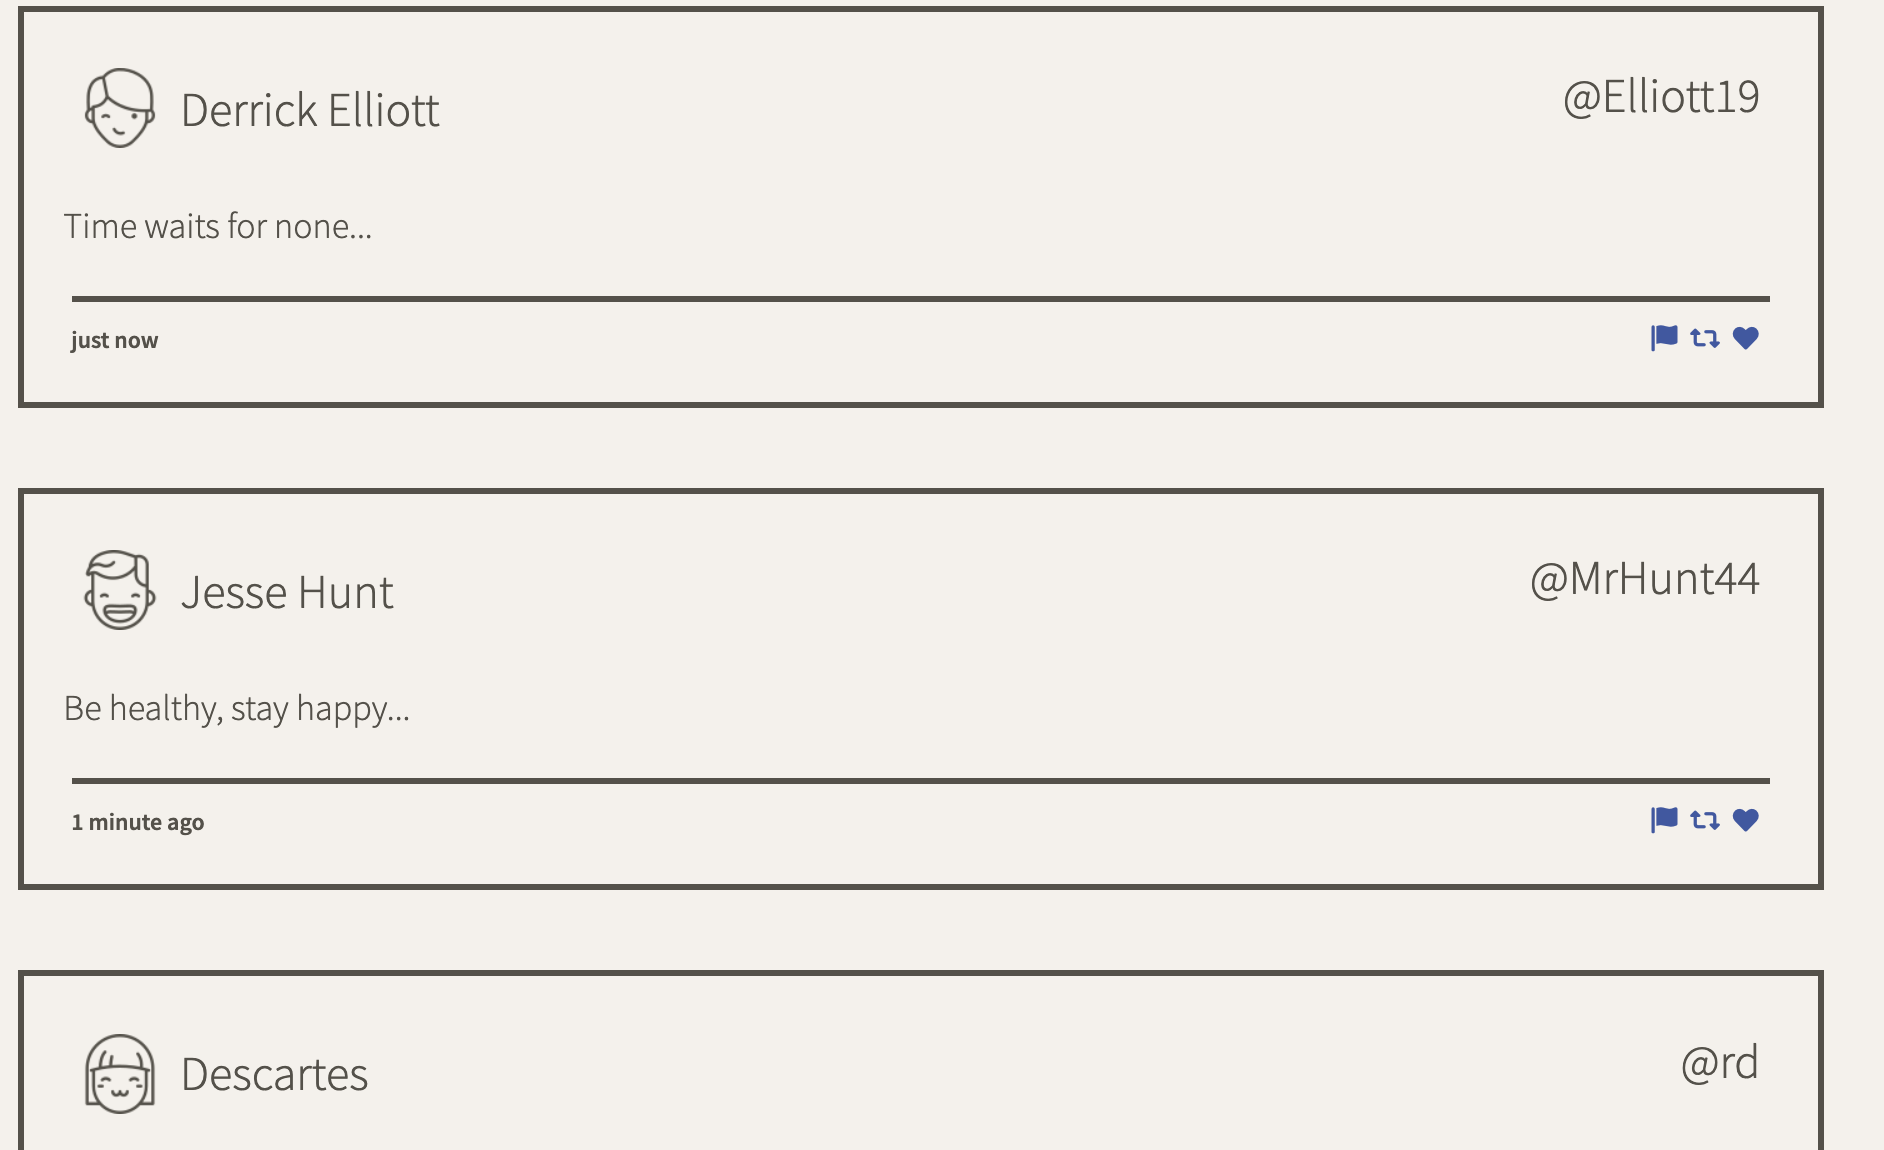 Derrick Elliott
@Elliott19
Time waits for none...
just now
Jesse Hunt
@MrHunt44
Be healthy, stay happy...
1 minute ago
Descartes
@rd